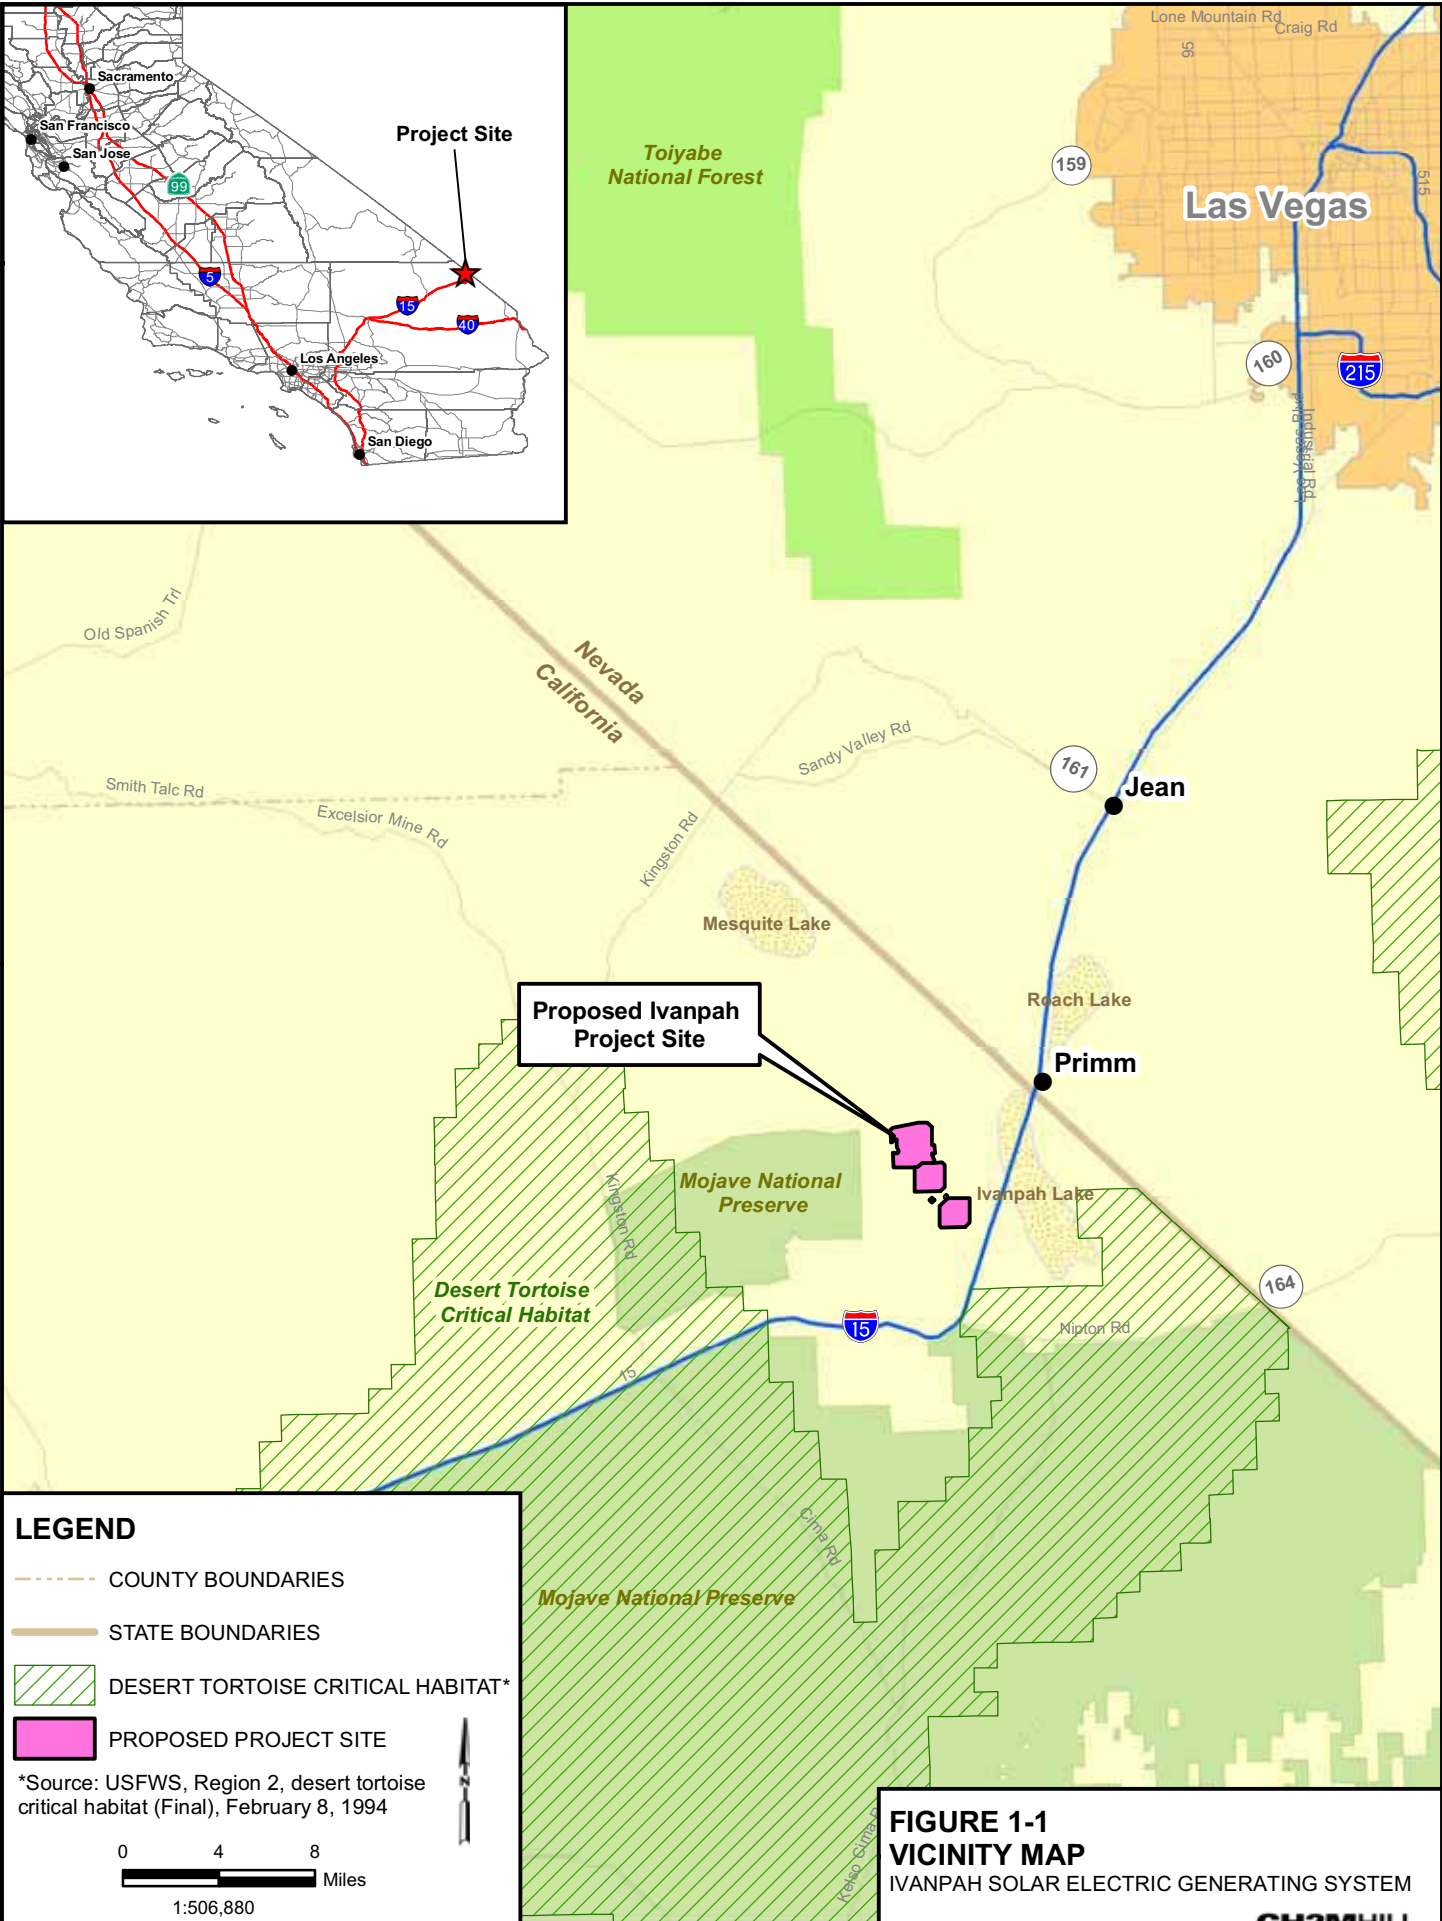 Sacramento
San Francisco
San Jose
99
Project Site
5
15
40
Los Angeles
San Diego
Lone Mountain Rd
Craig Rd
95
Toiyabe
National Forest
159
515
Las Vegas
160
215
Industrial Rd
Old Spanish Trl
Nevada
California
Sandy Valley Rd
161
Jean
Smith Talc Rd
Excelsior Mine Rd
Kingston Rd
Mesquite Lake
Roach Lake
Proposed Ivanpah
Project Site
Primm
Mojave National
Preserve
Ivanpah Lake
Kingston Rd
Desert Tortoise
Critical Habitat
164
15
Nipton Rd
15
Cima Rd
Mojave National Preserve
LEGEND
COUNTY BOUNDARIES
STATE BOUNDARIES
DESERT TORTOISE CRITICAL HABITAT*
PROPOSED PROJECT SITE
*Source: USFWS, Region 2, desert tortoise
critical habitat (Final), February 8, 1994
N
0 4 8
Miles
1:506,880
Kelso Cima
FIGURE 1-1
VICINITY MAP
IVANPAH SOLAR ELECTRIC GENERATING SYSTEM